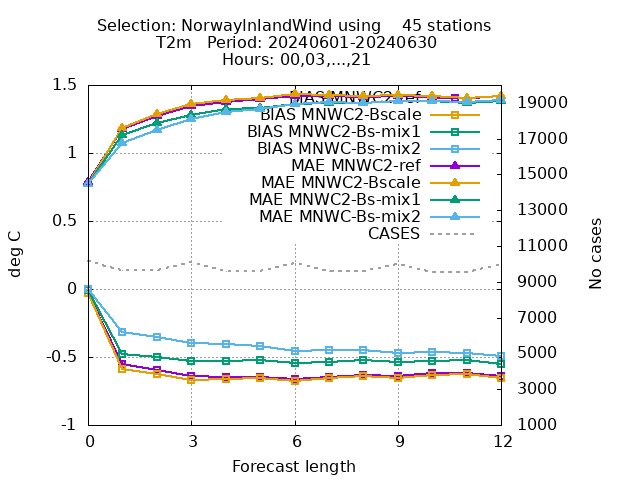 Selection: NorwayInlandWind using    45 stations
T2m   Period: 20240601-20240630
Hours: 00,03,...,21
BIAS MNWC2-ref
BIAS MNWC2-Bscale
BIAS MNWC2-Bs-mix1
BIAS MNWC-Bs-mix2
MAE MNWC2-ref
MAE MNWC2-Bscale
MAE MNWC2-Bs-mix1
MAE MNWC-Bs-mix2
CASES
1.5
1
0.5
0
-0.5
-1
deg C
19000
17000
15000
13000
11000
9000
7000
5000
3000
1000
No cases
0 3 6 9 12
Forecast length